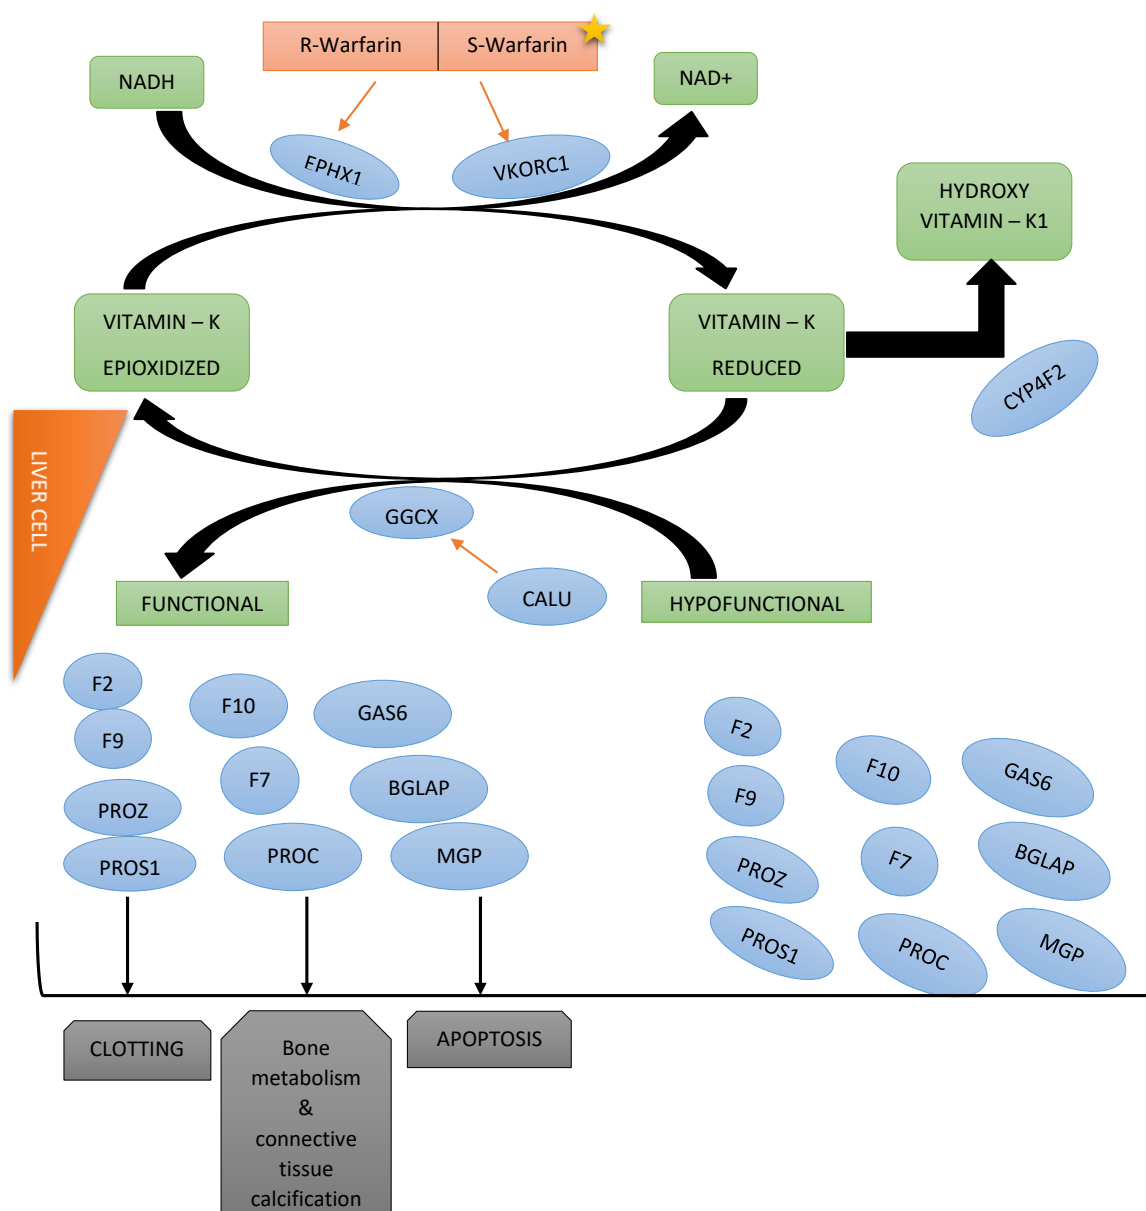 R-Warfarin
S-Warfarin
NADH
NAD+
EPHX1
VKORC1
HYDROXY
VITAMIN – K1
VITAMIN – K
EPIOXIDIZED
VITAMIN – K
REDUCED
CYP4F2
LIVER CELL
GGCX
CALU
FUNCTIONAL
HYPOFUNCTIONAL
F2
F10
GAS6
F9
F7
BGLAP
PROZ
PROS1
PROC
MGP
F2
F10
GAS6
F9
F7
BGLAP
PROZ
PROS1
PROC
MGP
CLOTTING
Bone
metabolism
&
connective
tissue
calcification
APOPTOSIS